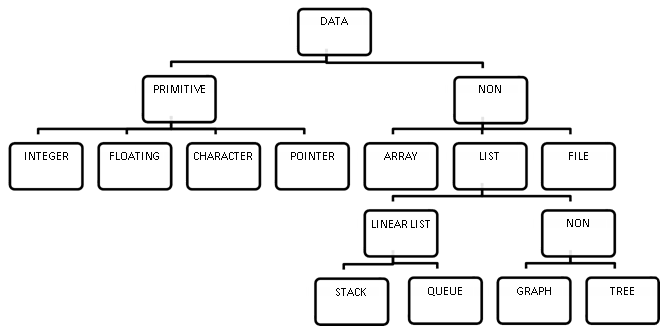 DATA
PRIMITIVE
NON
INTEGER
FLOATING
CHARACTER
POINTER
ARRAY
LIST
FILE
LINEAR LIST
NON
STACK
QUEUE
GRAPH
TREE